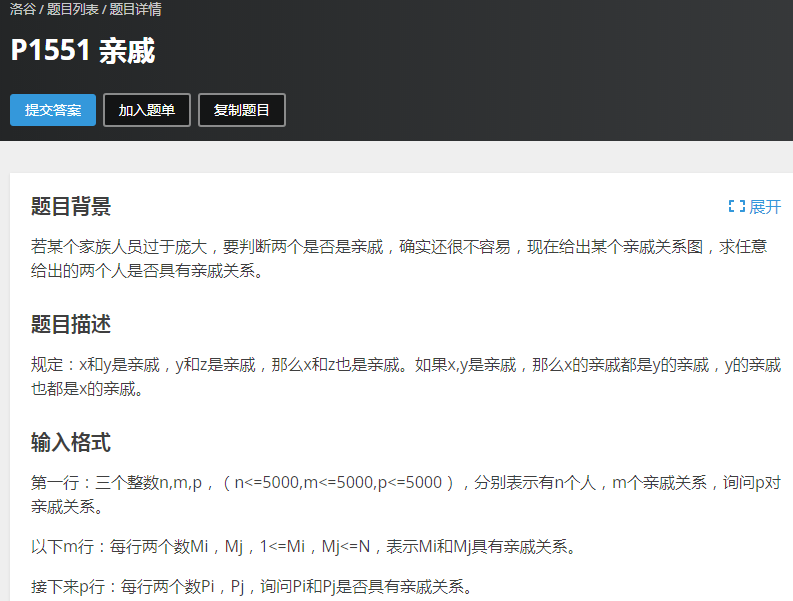 洛谷 / 题目列表 / 题目详情
P1551 亲戚
提交答案 加入题单 复制题目
题目背景 展开
若某个家族人员过于庞大，要判断两个是否是亲戚，确实还很不容易，现在给出某个亲戚关系图，求任意
给出的两个人是否具有亲戚关系。
题目描述
规定：x和y是亲戚，y和z是亲戚，那么x和z也是亲戚。如果x,y是亲戚，那么x的亲戚都是y的亲戚，y的亲戚
也都是x的亲戚。
输入格式
第一行：三个整数n,m,p，（n<=5000,m<=5000,p<=5000），分别表示有n个人，m个亲戚关系，询问p对
亲戚关系。
以下m行：每行两个数Mi，Mj，1<=Mi，Mj<=N，表示Mi和Mj具有亲戚关系。
接下来p行：每行两个数Pi，Pj，询问Pi和Pj是否具有亲戚关系。